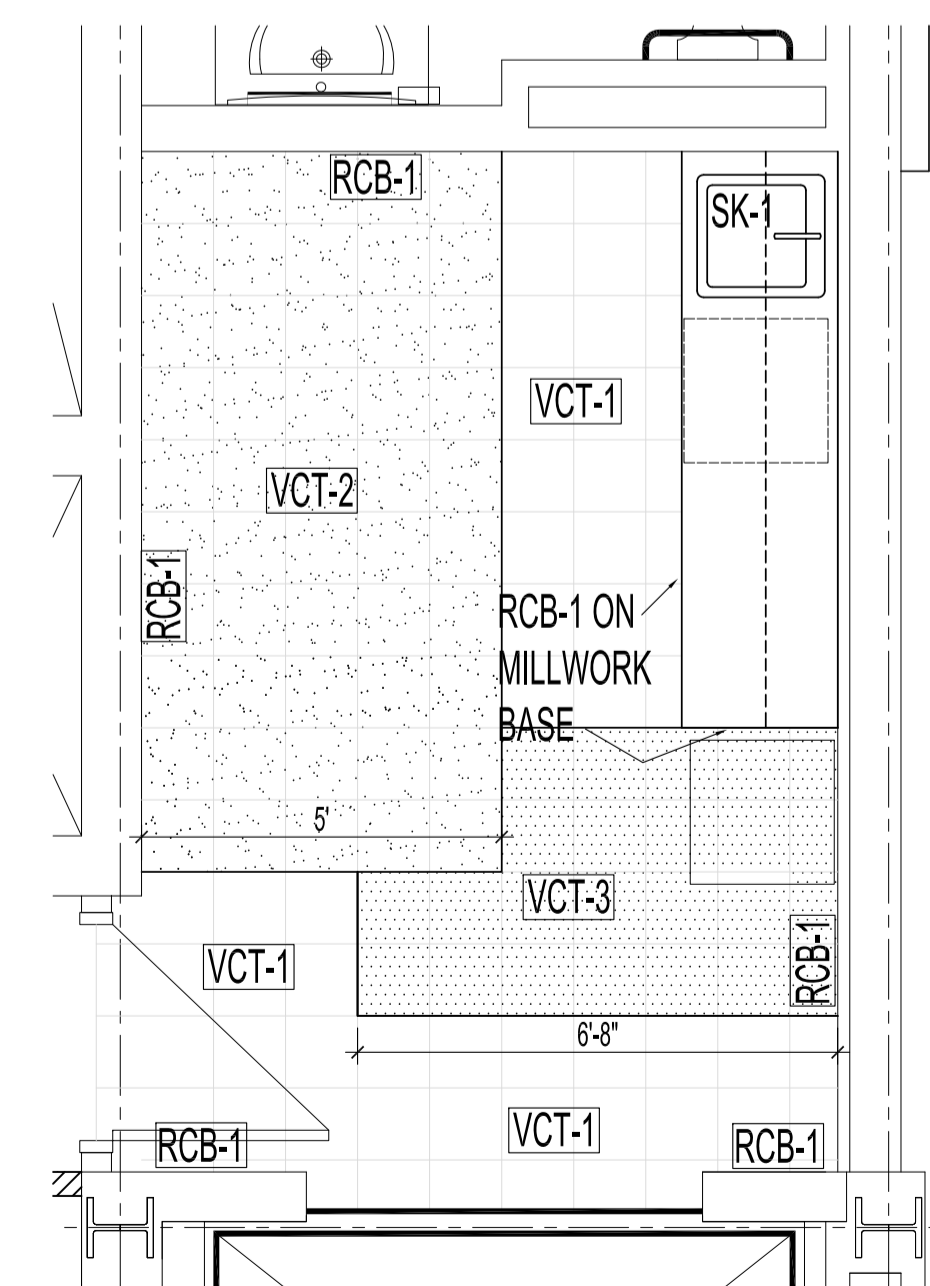 RCB-1
SK-1
VCT-1
VCT-2
RCB-1
RCB-1 ON
MILLWORK
BASE
5'
VCT-3
RCB-1
VCT-1
6'-8"
VCT-1
RCB-1
RCB-1